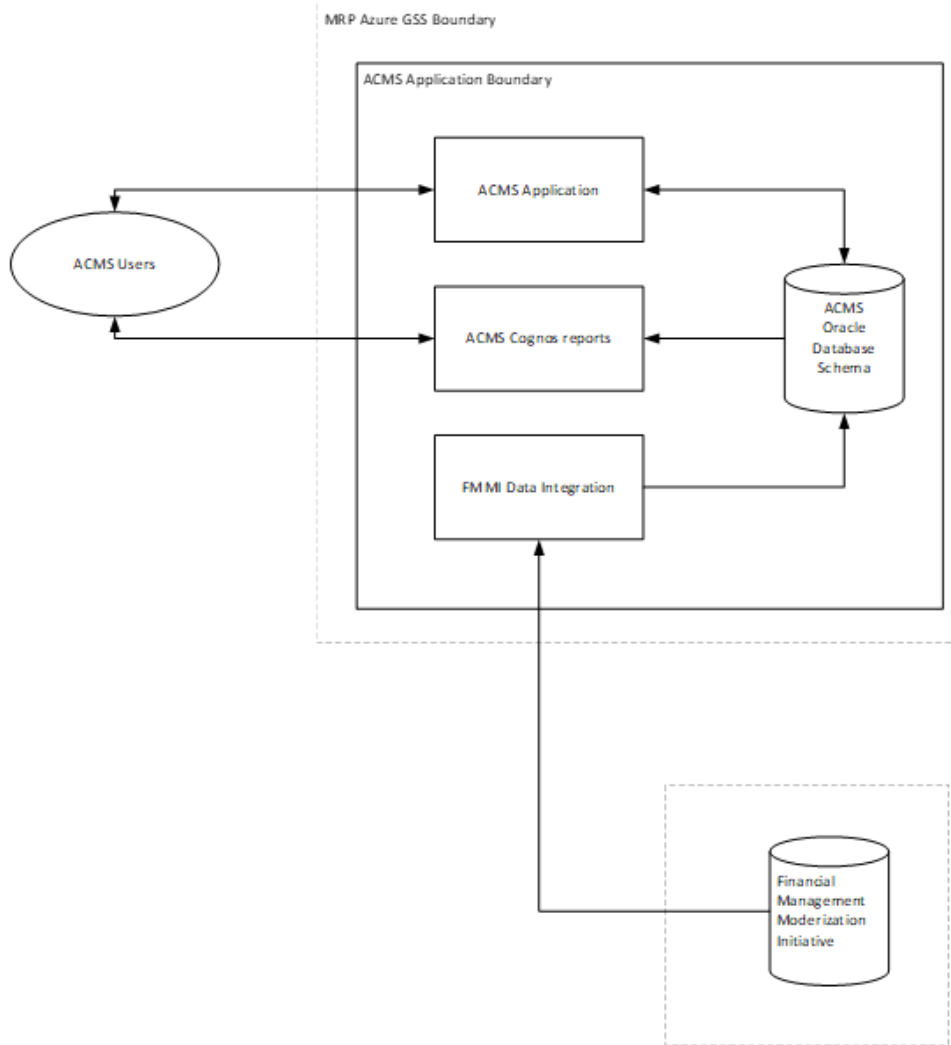 MRP Azure GSS Boundary
ACMS Application Boundary
ACMS Application
ACMS Users
ACMS Cognos reports
ACMS
Oracle
Database
Schema
FMMI Data Integration
Financial
Management
Moderization
Initiative